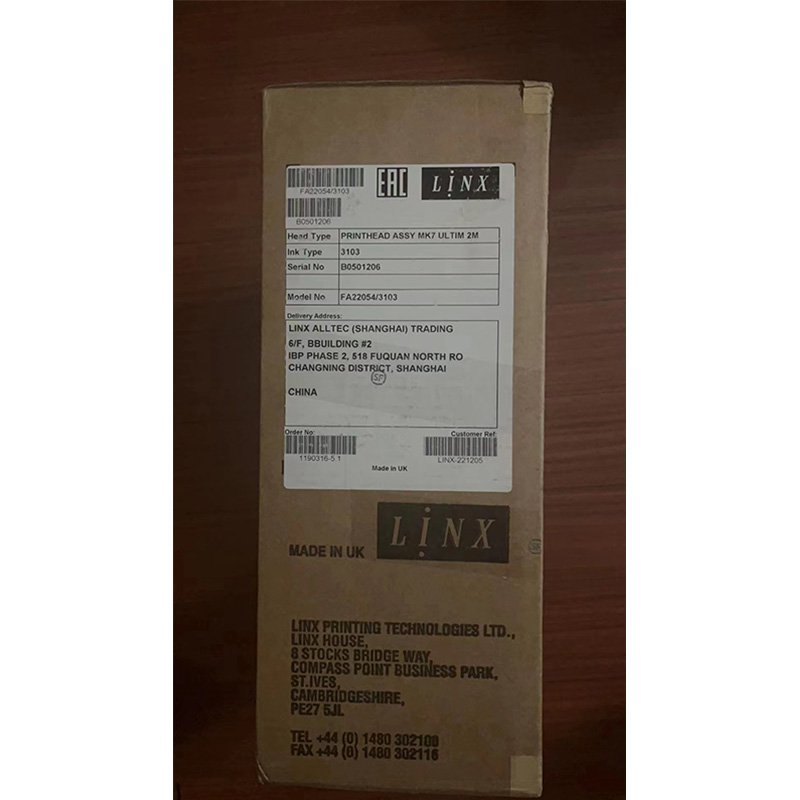 FA22054/3103
EAC
LINX
B0501206
Head Type PRINTHEAD ASSY MK7 ULTIM 2M
Ink Type 3103
Serial No B0501206
Model No FA22054/3103
Delivery Address:
LINX ALLTEC (SHANGHAI) TRADING
6/F, BBUILDING #2
IBP PHASE 2, 518 FUQUAN NORTH RO
CHANGNING DISTRICT, SHANGHAI
SF
CHINA
Order No:
Customer Ref:
1190316-5.1
LINX-221205
Made in UK
MADE IN UK
LINX
LINX PRINTING TECHNOLOGIES LTD.,
LINX HOUSE,
8 STOCKS BRIDGE WAY,
COMPASS POINT BUSINESS PARK,
ST.IVES,
CAMBRIDGESHIRE,
PE27 5JL
TEL +44 (0) 1480 302100
FAX +44 (0) 1480 302116